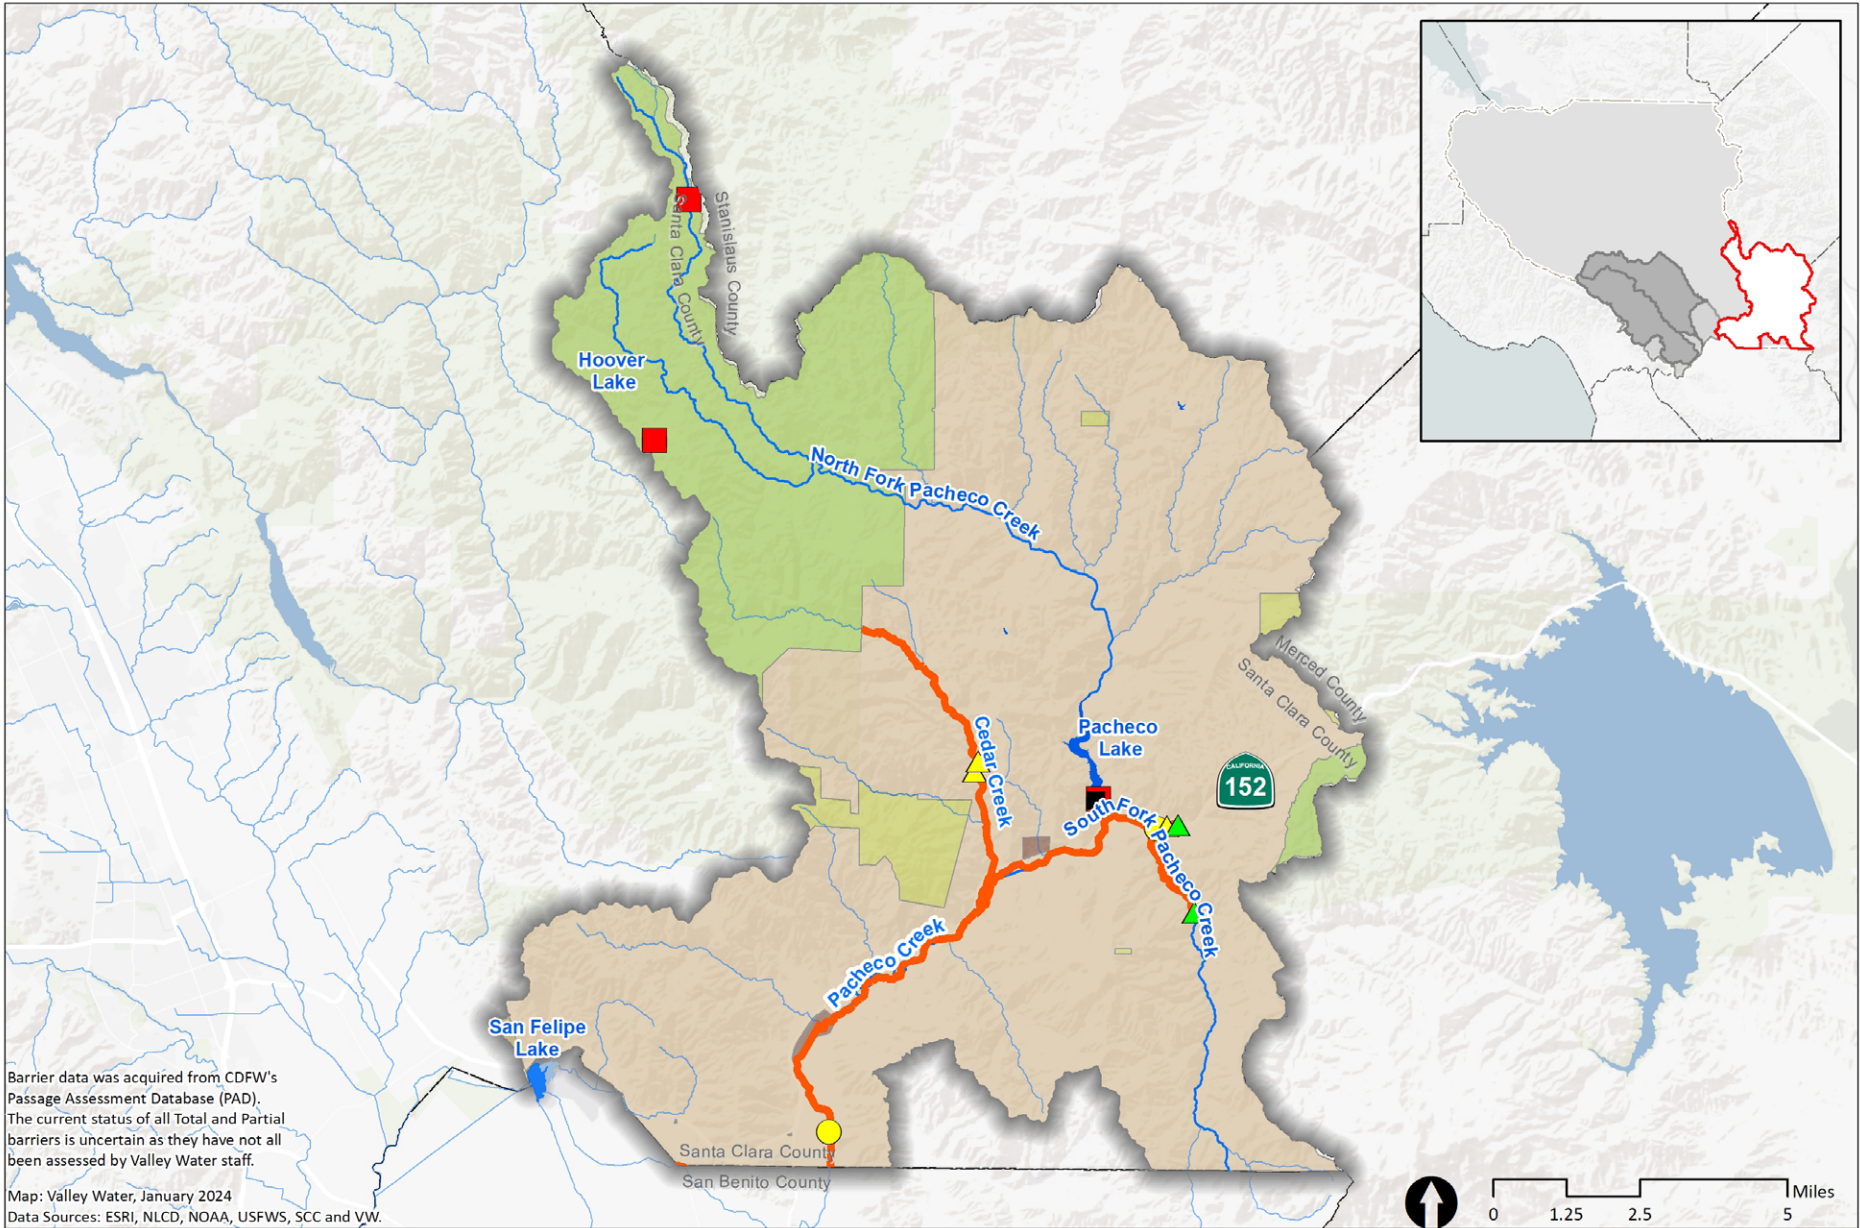 Stanislaus County
Santa Clara County
Hoover
Lake
North Fork Pacheco Creek
Merced County
Santa Clara County
Cedar Creek
Pacheco
Lake
CALIFORNIA
152
South Fork Pacheco Creek
Pacheco Creek
San Felipe
Lake
Santa Clara County
San Benito County
Barrier data was acquired from CDFW's
Passage Assessment Database (PAD).
The current status of all Total and Partial
barriers is uncertain as they have not all
been assessed by Valley Water staff.
Map: Valley Water, January 2024
Data Sources: ESRI, NLCD, NOAA, USFWS, SCC and VW.
Miles
0 1.25 2.5 5